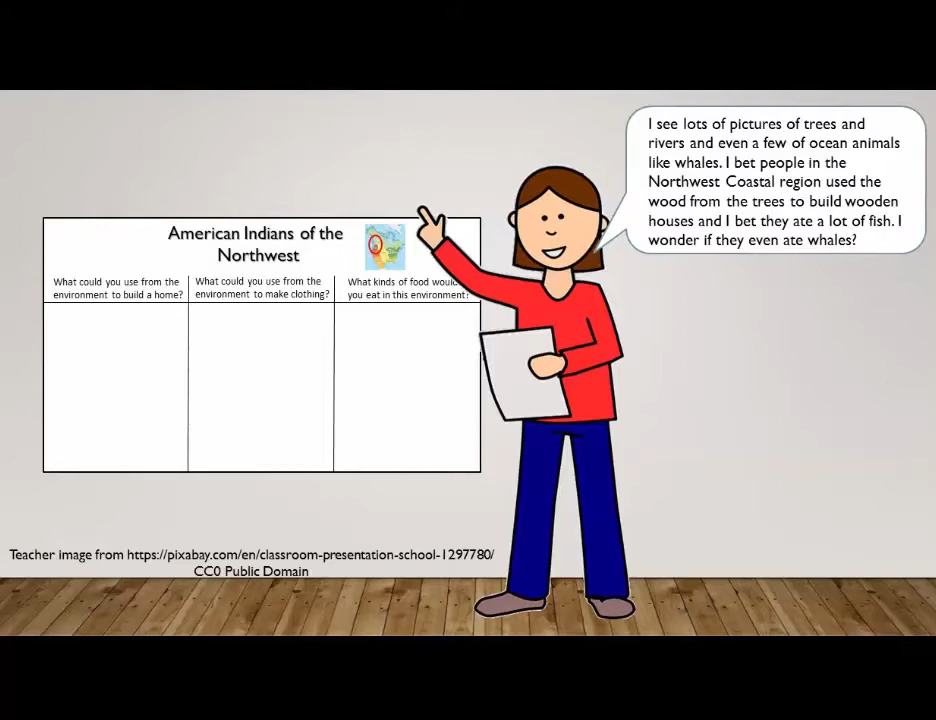 I see lots of pictures of trees and
rivers and even a few of ocean animals
like whales. I bet people in the
Northwest Coastal region used the
wood from the trees to build wooden
houses and I bet they ate a lot of fish. I
wonder if they even ate whales?
American Indians of the
Northwest
What could you use from the
environment to build a home?
What could you use from the
environment to make clothing?
What kinds of food would
you eat in this environment?
Teacher image from https://pixabay.com/en/classroom-presentation-school-1297780/
CC0 Public Domain